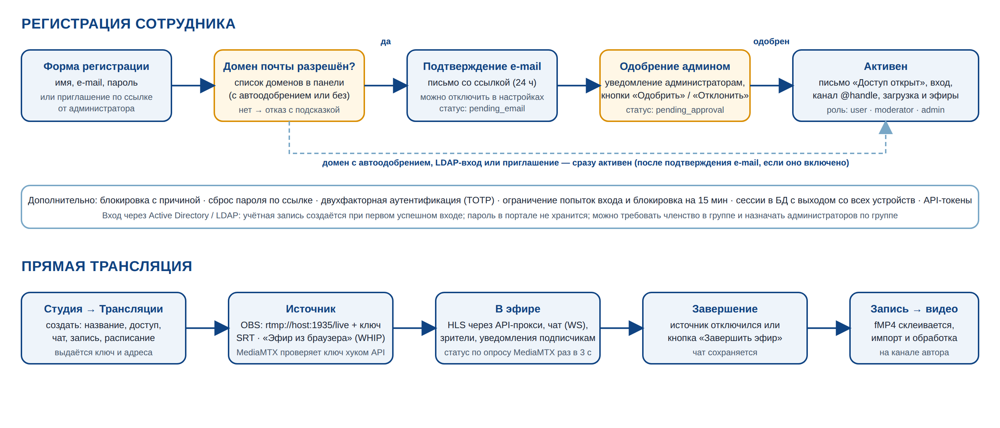 РЕГИСТРАЦИЯ СОТРУДНИКА
да
одобрен
Форма регистрации
имя, e-mail, пароль
или приглашение по ссылке
от администратора
Домен почты разрешён?
список доменов в панели
(с автоодобрением или без)
нет → отказ с подсказкой
Подтверждение e-mail
письмо со ссылкой (24 ч)
можно отключить в настройках
статус: pending_email
Одобрение админом
уведомление администраторам,
кнопки «Одобрить» / «Отклонить»
статус: pending_approval
Активен
письмо «Доступ открыт», вход,
канал @handle, загрузка и эфиры
роль: user · moderator · admin
домен с автоодобрением, LDAP-вход или приглашение — сразу активен (после подтверждения e-mail, если оно включено)
Дополнительно: блокировка с причиной · сброс пароля по ссылке · двухфакторная аутентификация (TOTP) · ограничение попыток входа и блокировка на 15 мин · сессии в БД с выходом со всех устройств · API-токены
Вход через Active Directory / LDAP: учётная запись создаётся при первом успешном входе; пароль в портале не хранится; можно требовать членство в группе и назначать администраторов по группе
ПРЯМАЯ ТРАНСЛЯЦИЯ
Студия → Трансляции
создать: название, доступ,
чат, запись, расписание
выдаётся ключ и адреса
Источник
OBS: rtmp://host:1935/live + ключ
SRT · «Эфир из браузера» (WHIP)
MediaMTX проверяет ключ хуком API
В эфире
HLS через API-прокси, чат (WS),
зрители, уведомления подписчикам
статус по опросу MediaMTX раз в 3 с
Завершение
источник отключился или
кнопка «Завершить эфир»
чат сохраняется
Запись → видео
fMP4 склеивается,
импорт и обработка
на канале автора